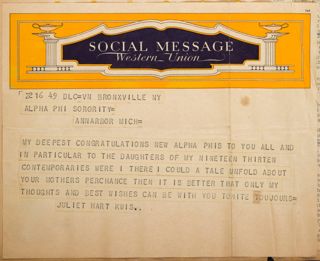 SOCIAL MESSAGE
Western Union
16 49 DLC=VN BRONXVILLE NY
ALPHA PHI SORORITY=
ANNARBOR MICH=
MY DEEPEST CONGRATULATIONS NEW ALPHA PHIS TO YOU ALL AND
IN PARTICULAR TO THE DAUGHTERS OF MY NINETEEN THIRTEN
CONTEMPORARIES WERE I THERE I COULD A TALE UNFOLD ABOUT
YOUR MOTHERS PERCHANCE THEN IT IS BETTER THAT ONLY MY
THOUGHTS AND BEST WISHES CAN BE WITH YOU TONITE TOUJOURS=
JULIET HART